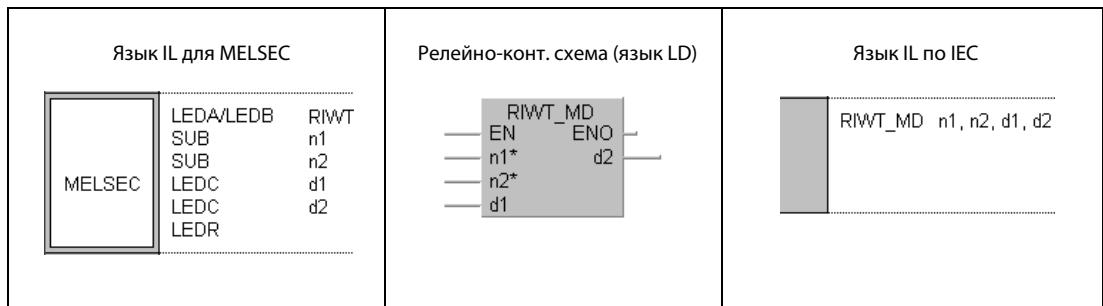 Язык IL для MELSEC
MELSEC
LEDA/LEDB RIWT
SUB n1
SUB n2
LEDC d1
LEDC d2
LEDR
Релейно-конт. схема (язык LD)
RIWT_MD
EN ENO
n1* d2
n2*
d1
Язык IL по IEC
RIWT_MD n1, n2, d1, d2